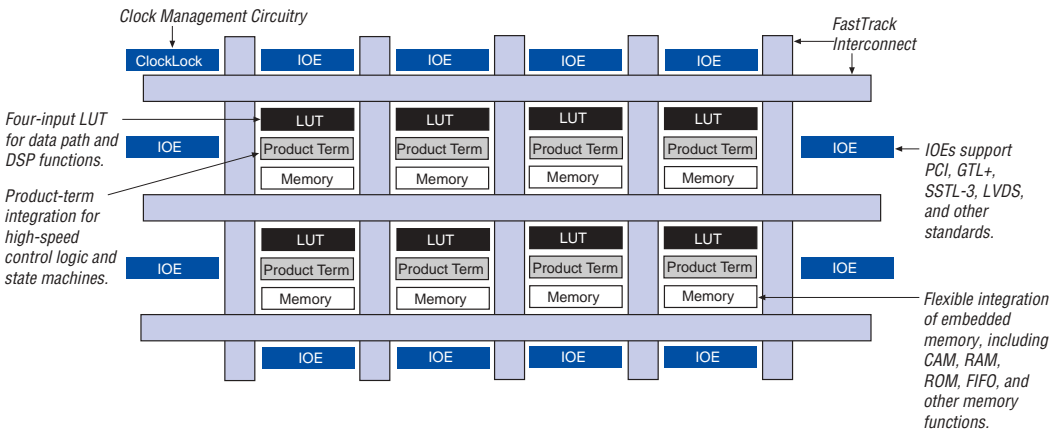 Clock Management Circuitry
FastTrack
Interconnect
ClockLock
IOE
IOE
IOE
IOE
Four-input LUT
for data path and
DSP functions.
LUT
LUT
LUT
LUT
IOE
Product Term
Product Term
Product Term
Product Term
IOE
Memory
Memory
Memory
Memory
IOEs support
PCI, GTL+,
SSTL-3, LVDS,
and other
standards.
Product-term
integration for
high-speed
control logic and
state machines.
LUT
LUT
LUT
LUT
IOE
Product Term
Product Term
Product Term
Product Term
IOE
Memory
Memory
Memory
Memory
Flexible integration
of embedded
memory, including
CAM, RAM,
ROM, FIFO, and
other memory
functions.
IOE
IOE
IOE
IOE